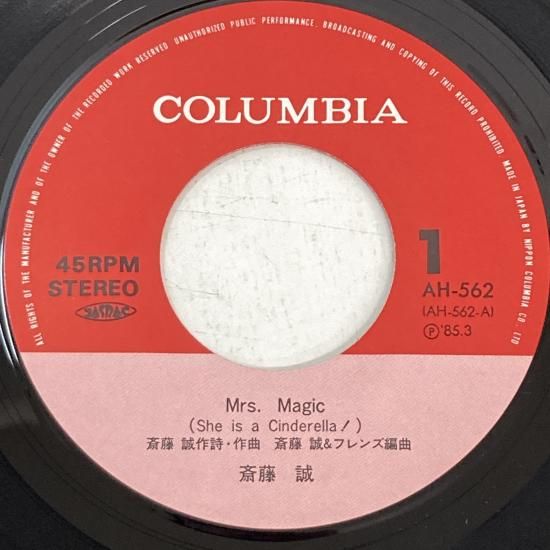 ALL RIGHTS OF THE MANUFACTURER AND OF THE OWNER OF THE RECORDED WORK RESERVED UNAUTHORIZED PUBLIC PERFORMANCE, BROADCASTING AND COPYING OF THIS RECORD PROHIBITED. MADE IN JAPAN BY NIPPON COLUMBIA CO., LTD
COLUMBIA
45RPM
STEREO
JASRAC
1
AH-562
(AH-562-A)
Ⓟ'85.3
Mrs. Magic
(She is a Cinderella!)
斎藤 誠作詩・作曲 斎藤 誠&フレンズ編曲
斎藤 誠